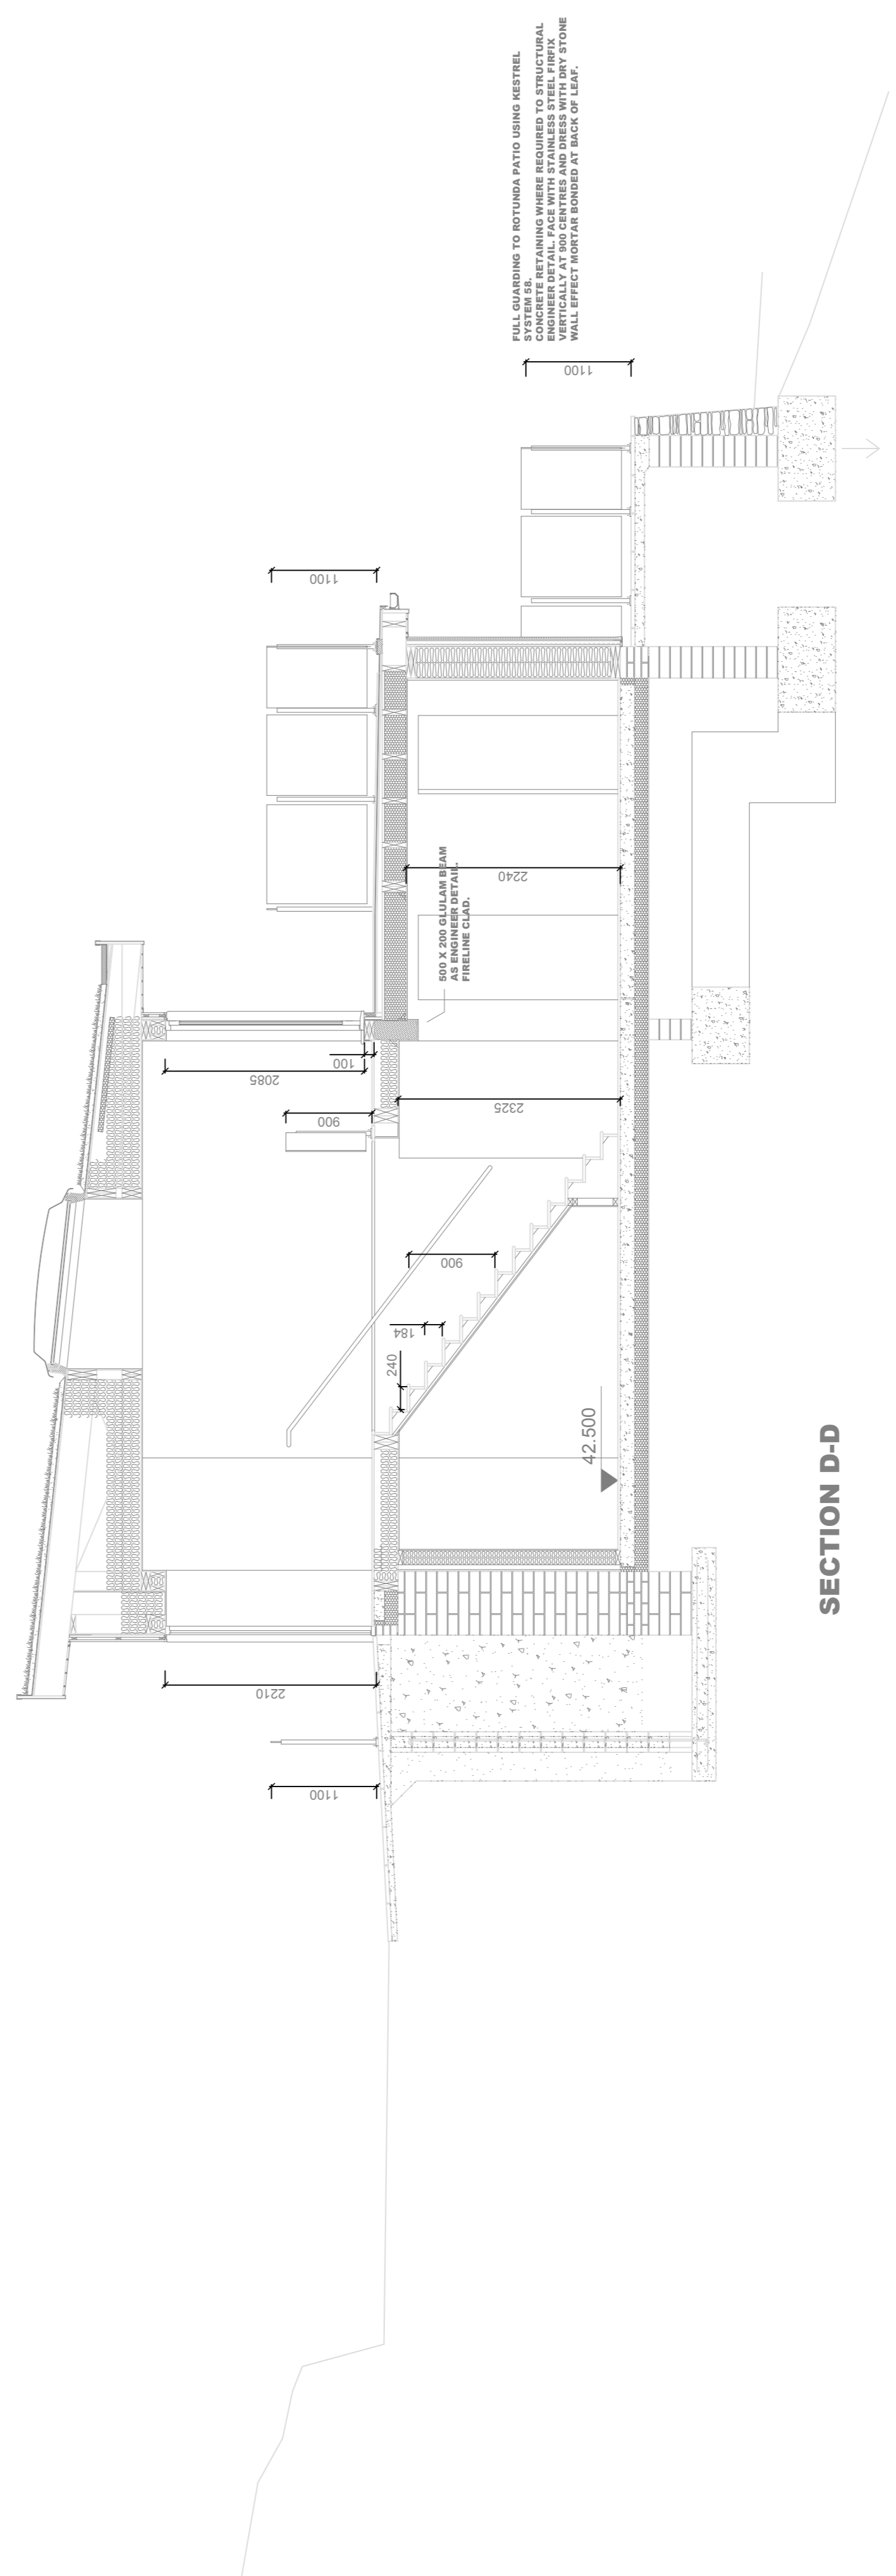 FULL GUARDING TO ROTUNDA PATIO USING KESTREL
SYSTEM 58.
CONCRETE RETAINING WHERE REQUIRED TO STRUCTURAL
ENGINEER DETAIL. FACE WITH STAINLESS STEEL FIRFIX
VERTICALLY AT 900 CENTRES AND DRESS WITH DRY STONE
WALL EFFECT MORTAR BONDED AT BACK OF LEAF.
1100
1100
2240
500 X 200 GLULAM BEAM
AS ENGINEER DETAIL.
FIRELINE CLAD.
100
2085
900
2325
900
184
240
42.500
2210
1100
SECTION D-D